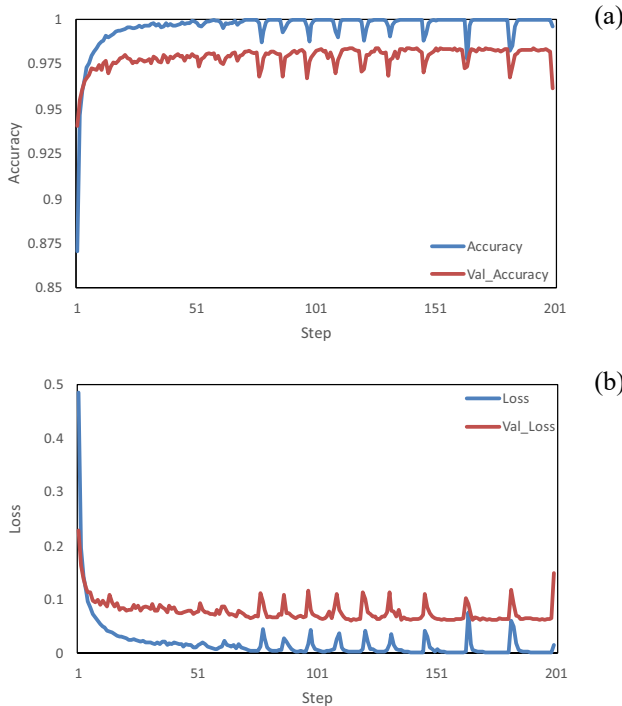 (a)
1
0.975
0.95
0.925
0.9
0.875
0.85
Accuracy
Accuracy
Val_Accuracy
1 51 101 151 201
Step
(b)
0.5
0.4
0.3
0.2
0.1
0
Loss
Loss
Val_Loss
1 51 101 151 201
Step